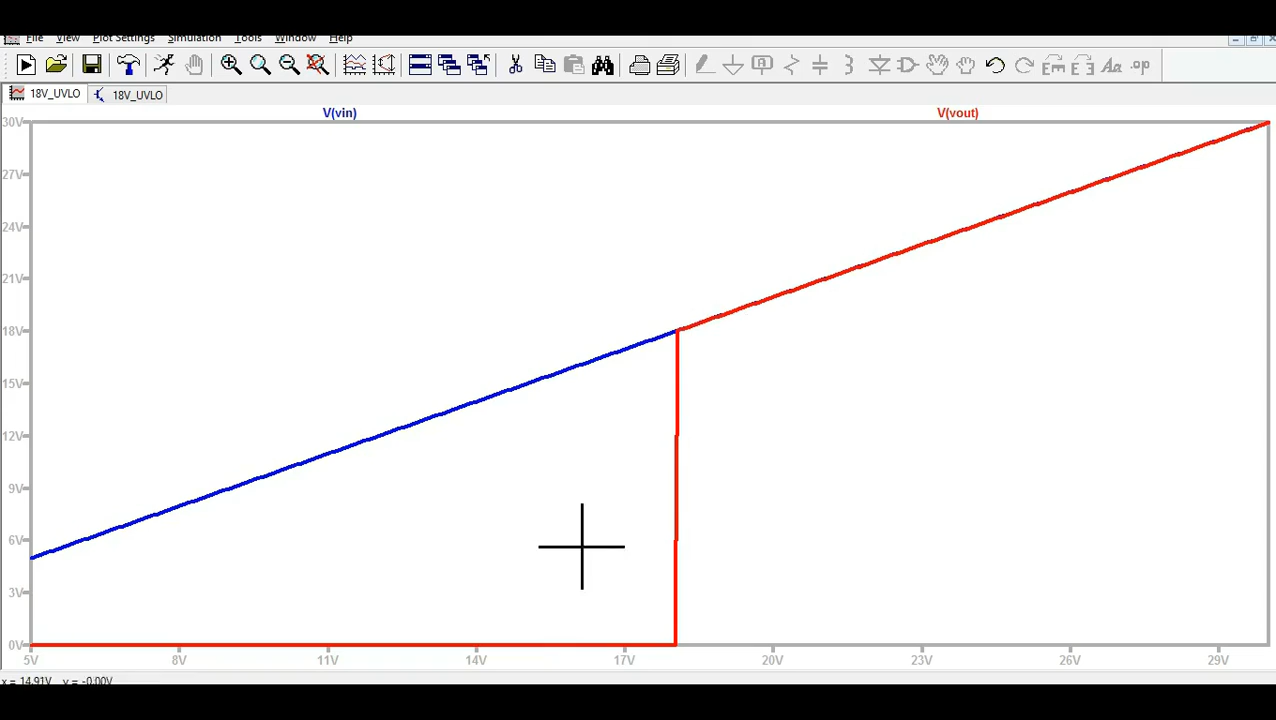 File View Plot Settings Simulation Tools Window Help
18V_UVLO 18V_UVLO
V(vin) V(vout)
30V
27V
24V
21V
18V
15V
12V
9V
6V
3V
0V
5V 8V 11V 14V 17V 20V 23V 26V 29V
x = 14.91V y = -0.00V